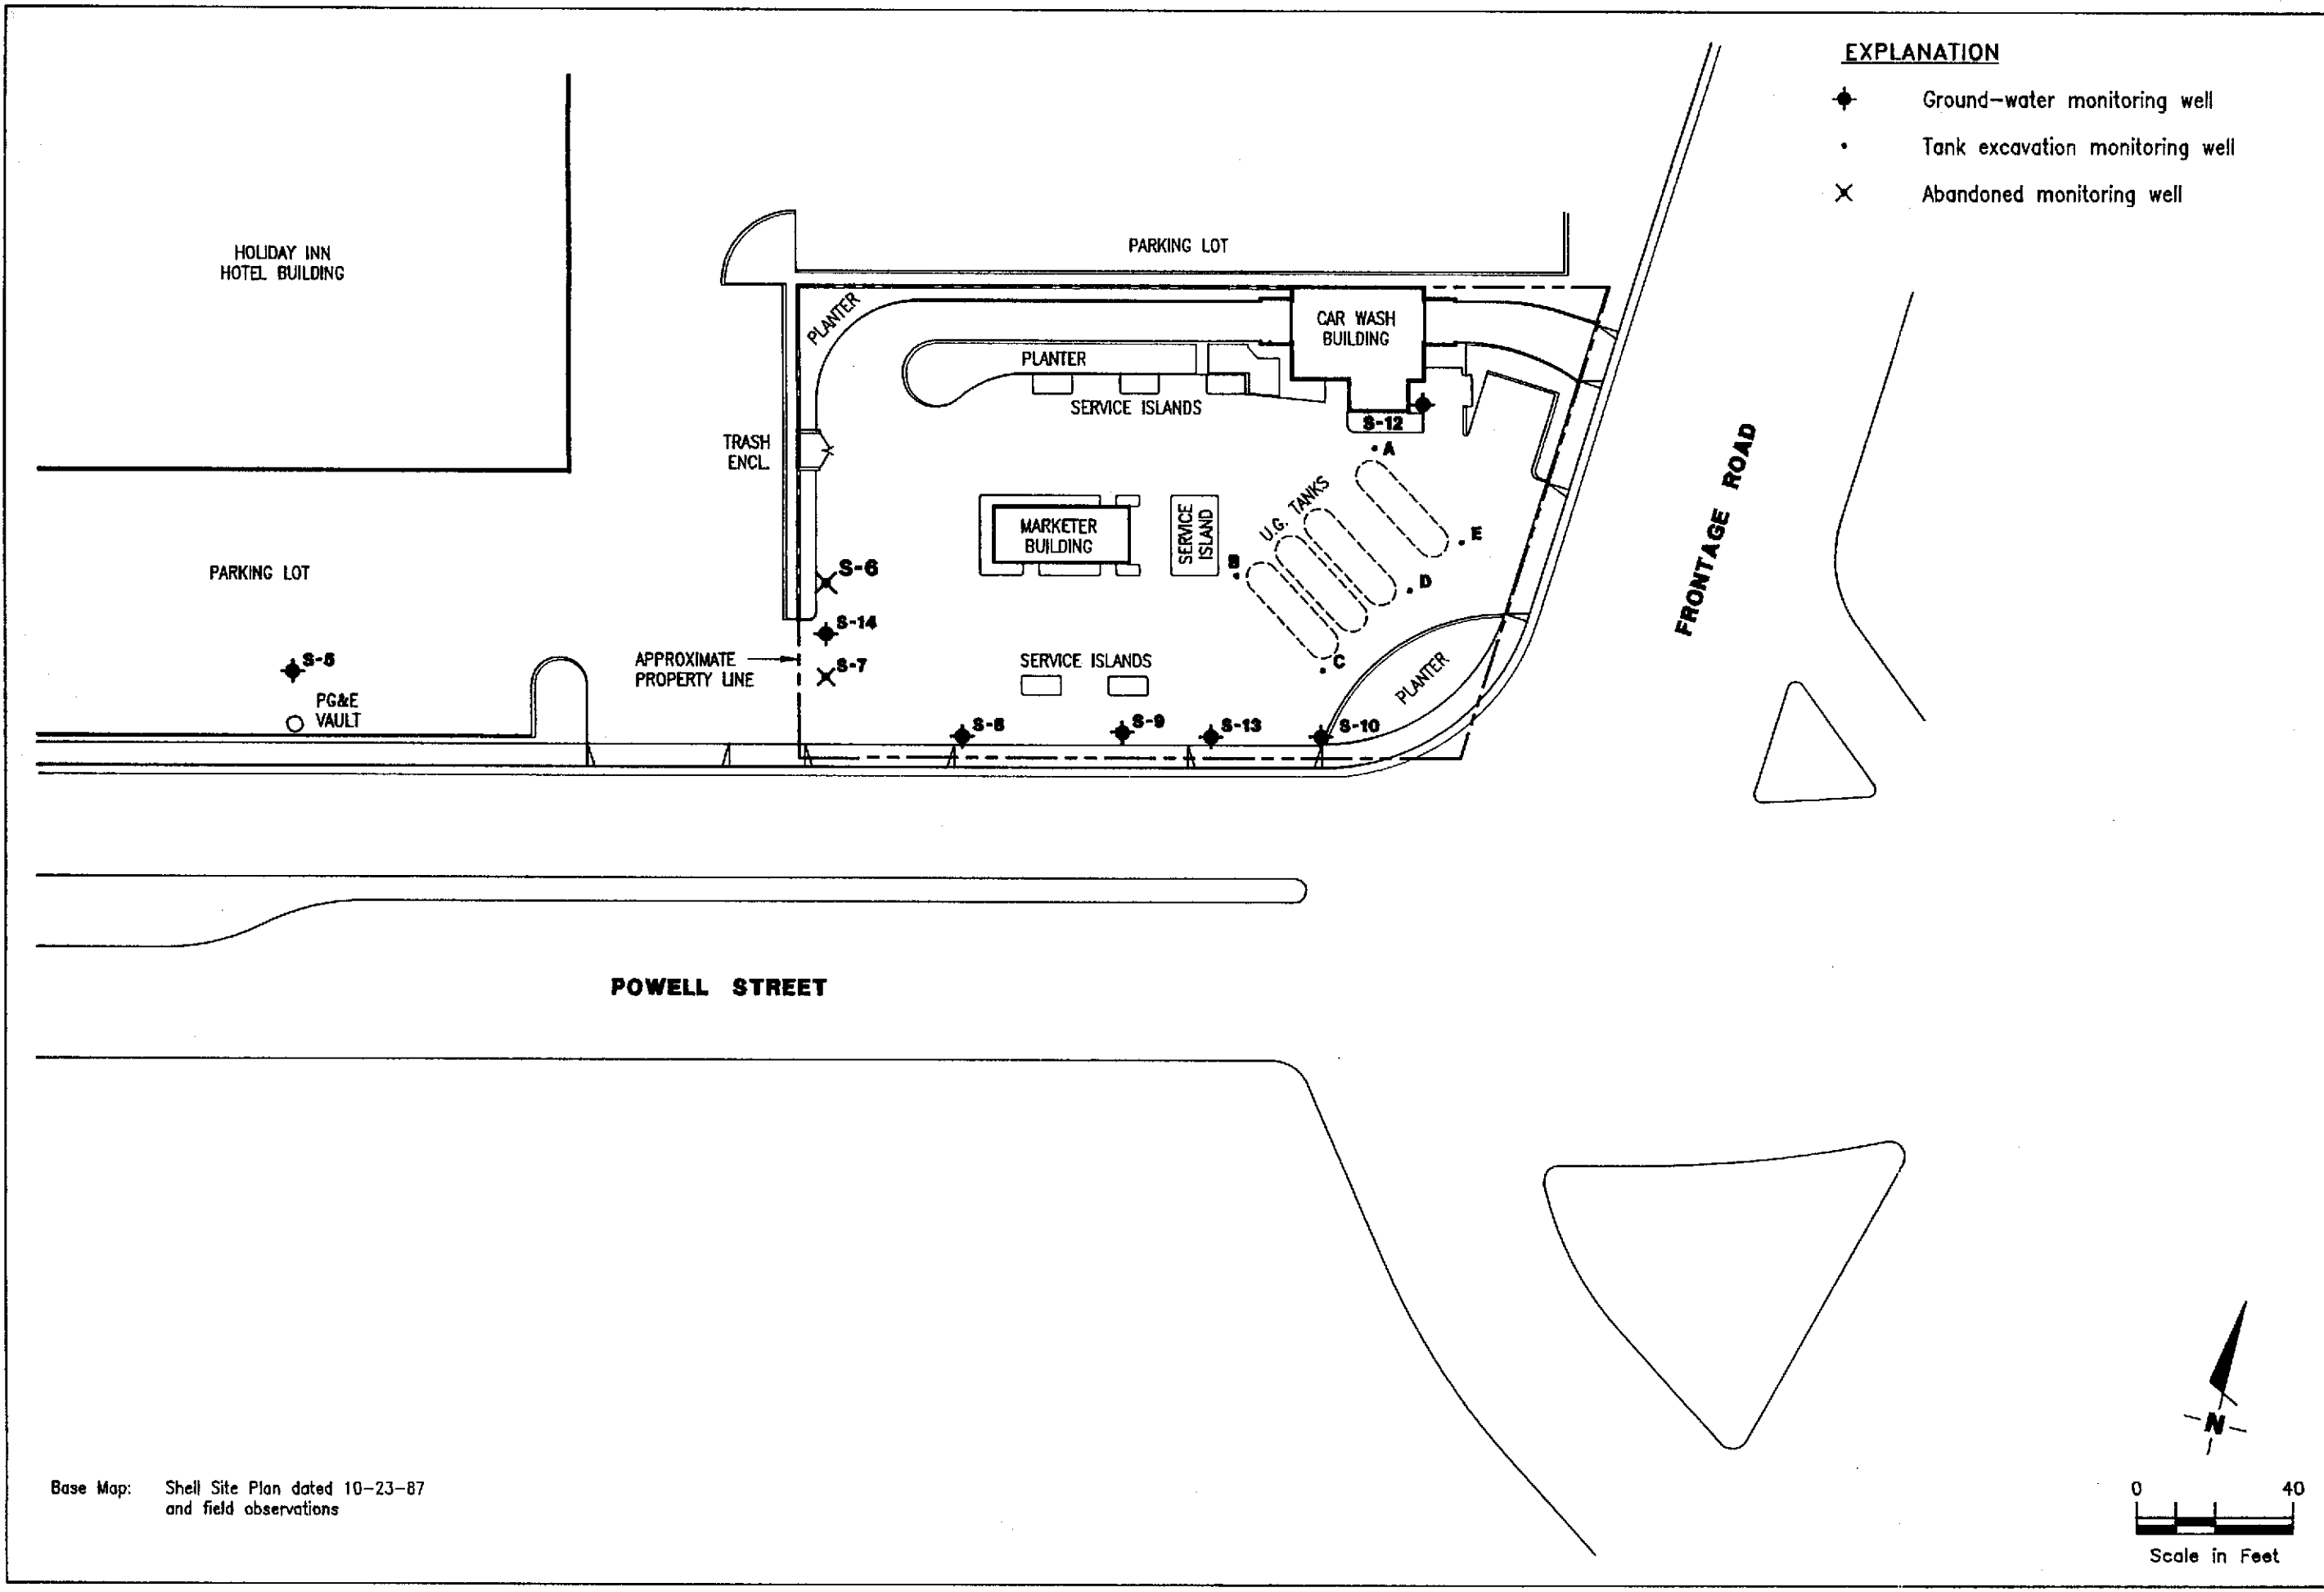 EXPLANATION
Ground-water monitoring well
Tank excavation monitoring well
Abandoned monitoring well
HOLIDAY INN
HOTEL BUILDING
PARKING LOT
PLANTER
CAR WASH
BUILDING
PLANTER
SERVICE ISLANDS
S-12
TRASH
ENCL.
A
U.G. TANKS
MARKETER
BUILDING
SERVICE
ISLAND
E
B
D
FRONTAGE ROAD
PARKING LOT
S-6
S-14
S-5
APPROXIMATE
PROPERTY LINE
S-7
SERVICE ISLANDS
C
PLANTER
PG&E
VAULT
S-8
S-9
S-13
S-10
POWELL STREET
N
Base Map: Shell Site Plan dated 10-23-87
and field observations
0 40
Scale in Feet